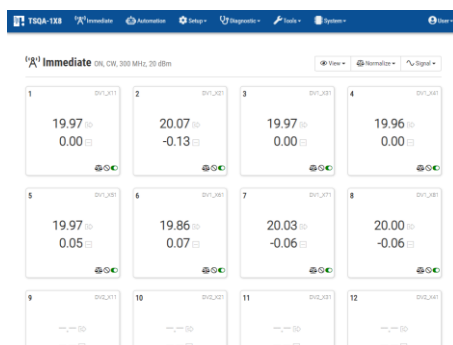 TSQA-1X8 Immediate Automation Setup Diagnostic Tools System User
Immediate ON, CW, 300 MHz, 20 dBm View Normalize Signal
1 DV1_X11 2 DV1_X21 3 DV1_X31 4 DV1_X41
19.97 20.07 19.97 19.96
0.00 -0.13 0.00 0.00
5 DV1_X51 6 DV1_X61 7 DV1_X71 8 DV1_X81
19.97 19.86 20.03 20.00
0.05 0.07 -0.06 -0.06
9 DV2_X11 10 DV2_X21 11 DV2_X31 12 DV2_X41
--.-- --.-- --.-- --.--